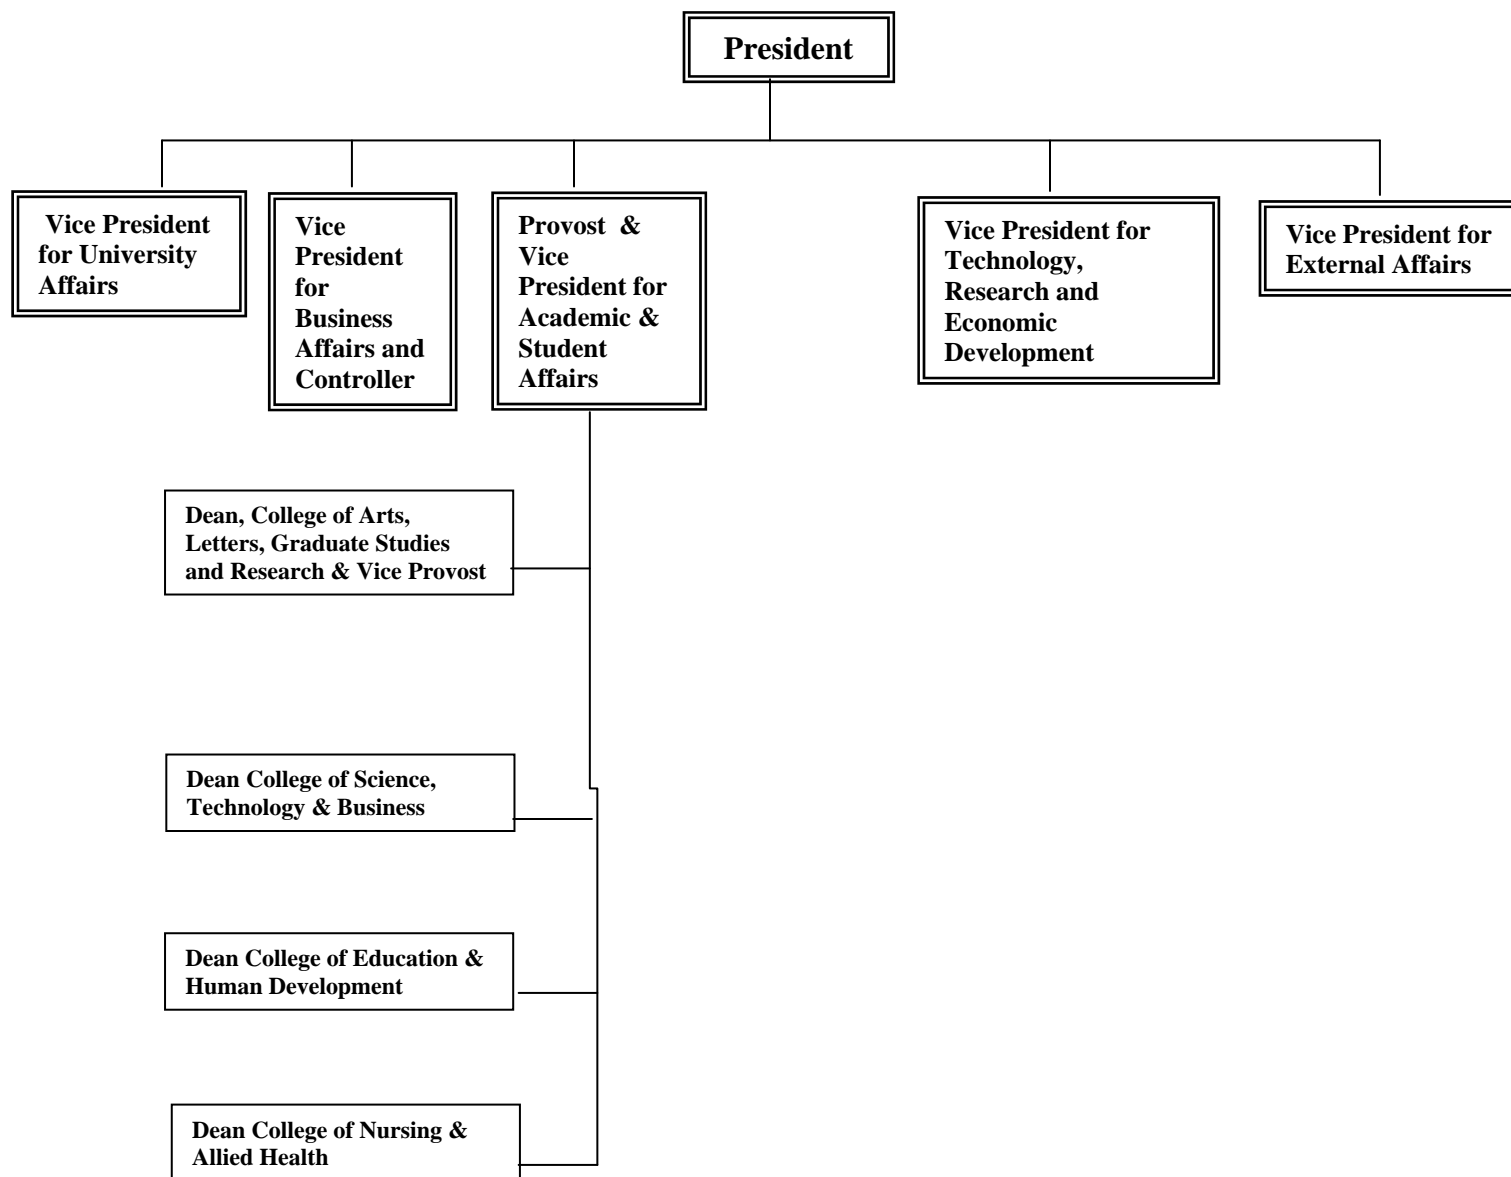 President
Vice President
for University
Affairs
Vice
President
for
Business
Affairs and
Controller
Provost &
Vice
President for
Academic &
Student
Affairs
Vice President for
Technology,
Research and
Economic
Development
Vice President for
External Affairs
Dean, College of Arts,
Letters, Graduate Studies
and Research & Vice Provost
Dean College of Science,
Technology & Business
Dean College of Education &
Human Development
Dean College of Nursing &
Allied Health